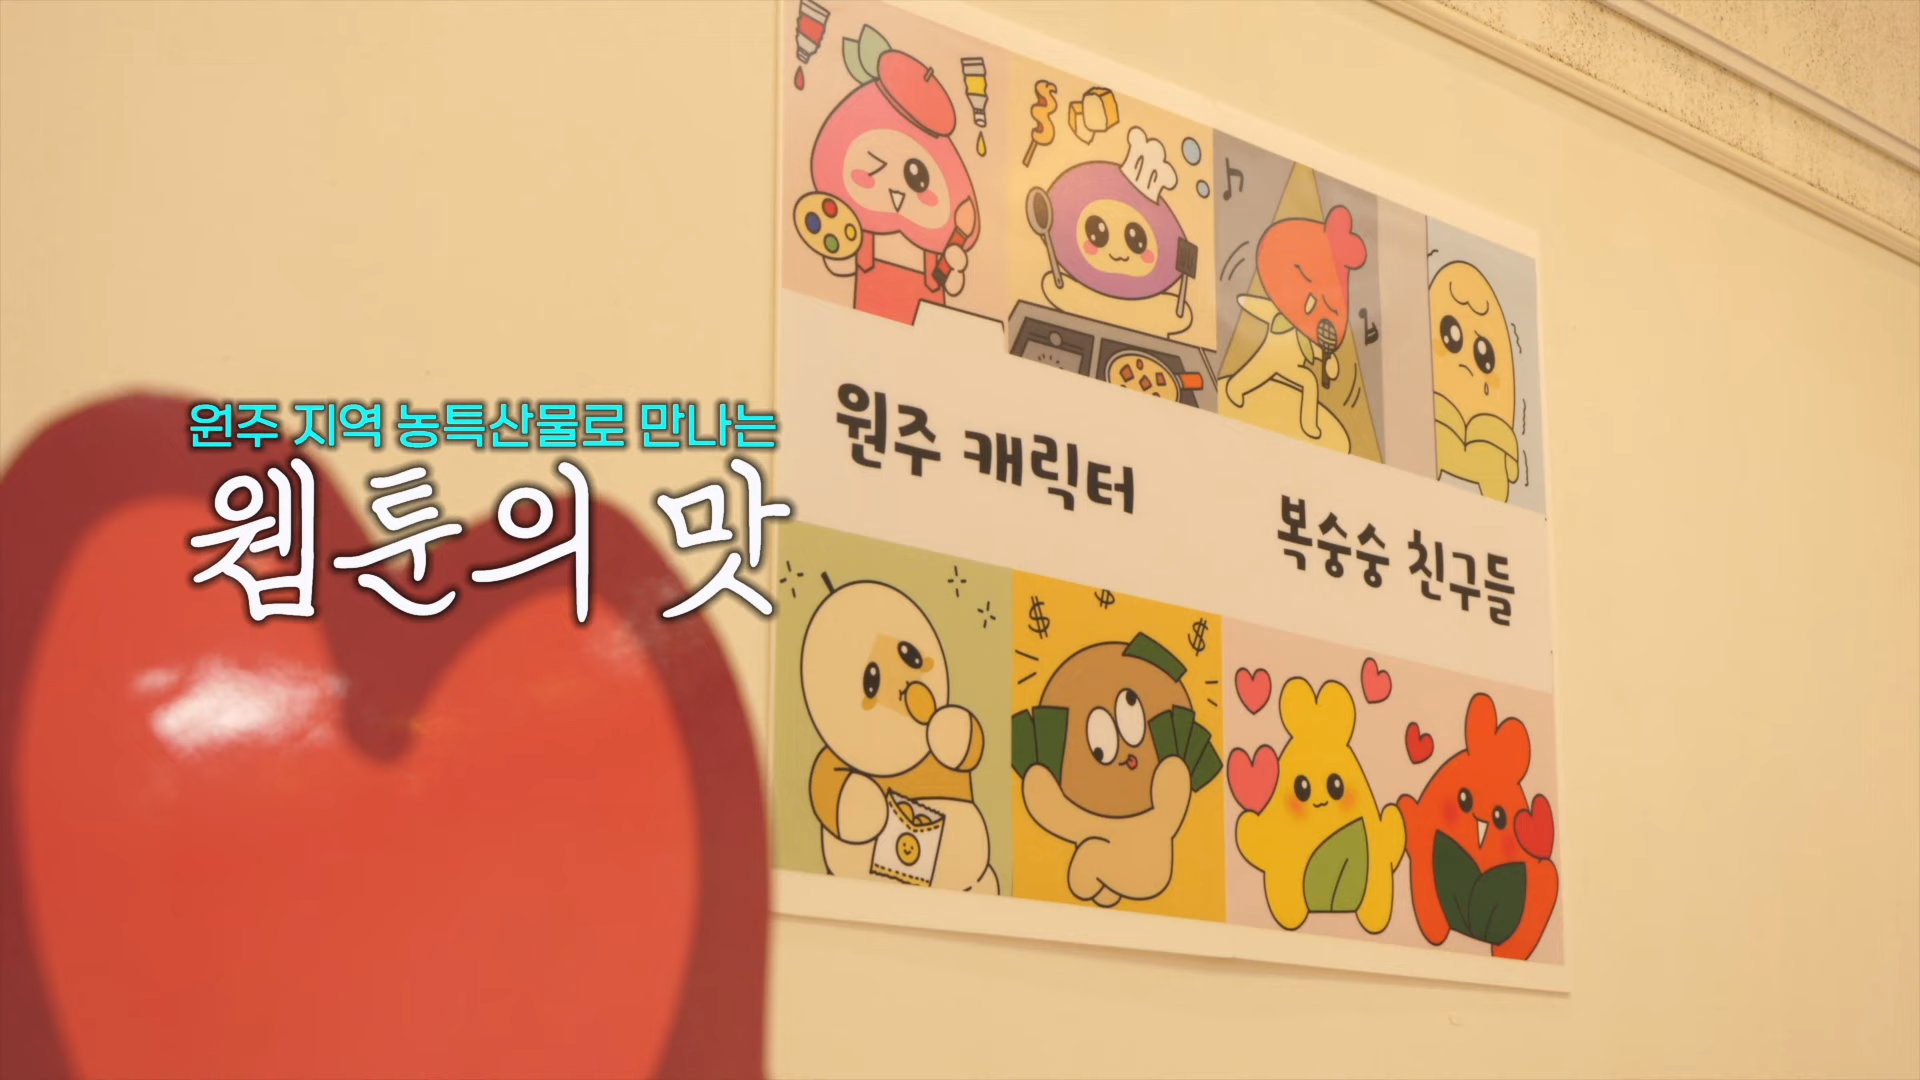 원주 지역 농특산물로 만나는
웹툰의 맛
원주 캐릭터
복숭숭 친구들